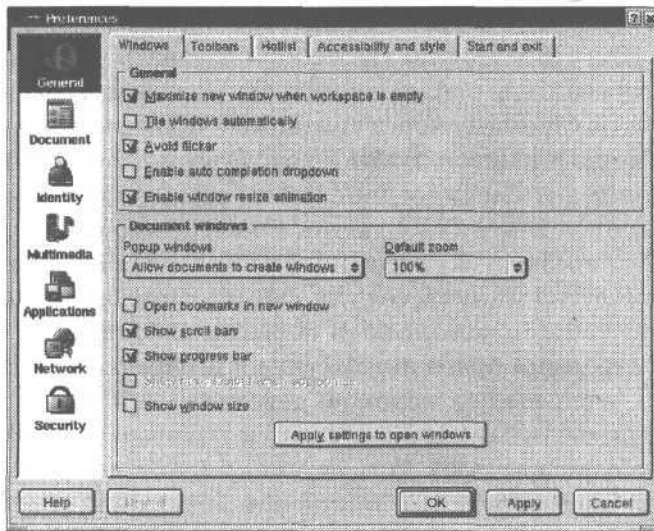 Preferences
Windows
Toolbars
Hotlist
Accessibility and style
Start and exit
General
Document
Identity
Multimedia
Applications
Network
Security
General
Maximize new window when workspace is empty
Tile windows automatically
Avoid flicker
Enable auto completion dropdown
Enable window resize animation
Document windows
Popup windows
Default zoom
Allow documents to create windows
100%
Open bookmarks in new window
Show scroll bars
Show progress bar
Show window size
Apply settings to open windows
Help
OK
Apply
Cancel